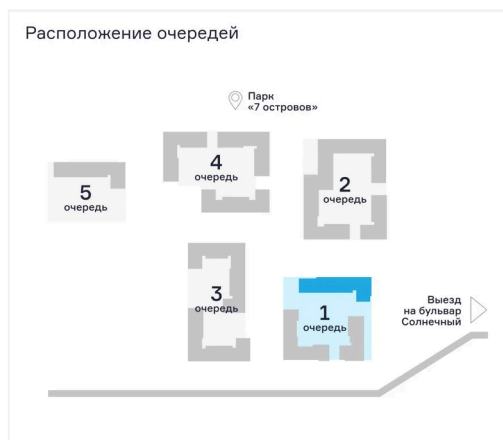 Расположение очередей
Парк
«7 островов»
4
очередь
2
очередь
5
очередь
3
очередь
1
очередь
Выезд
на бульвар
Солнечный